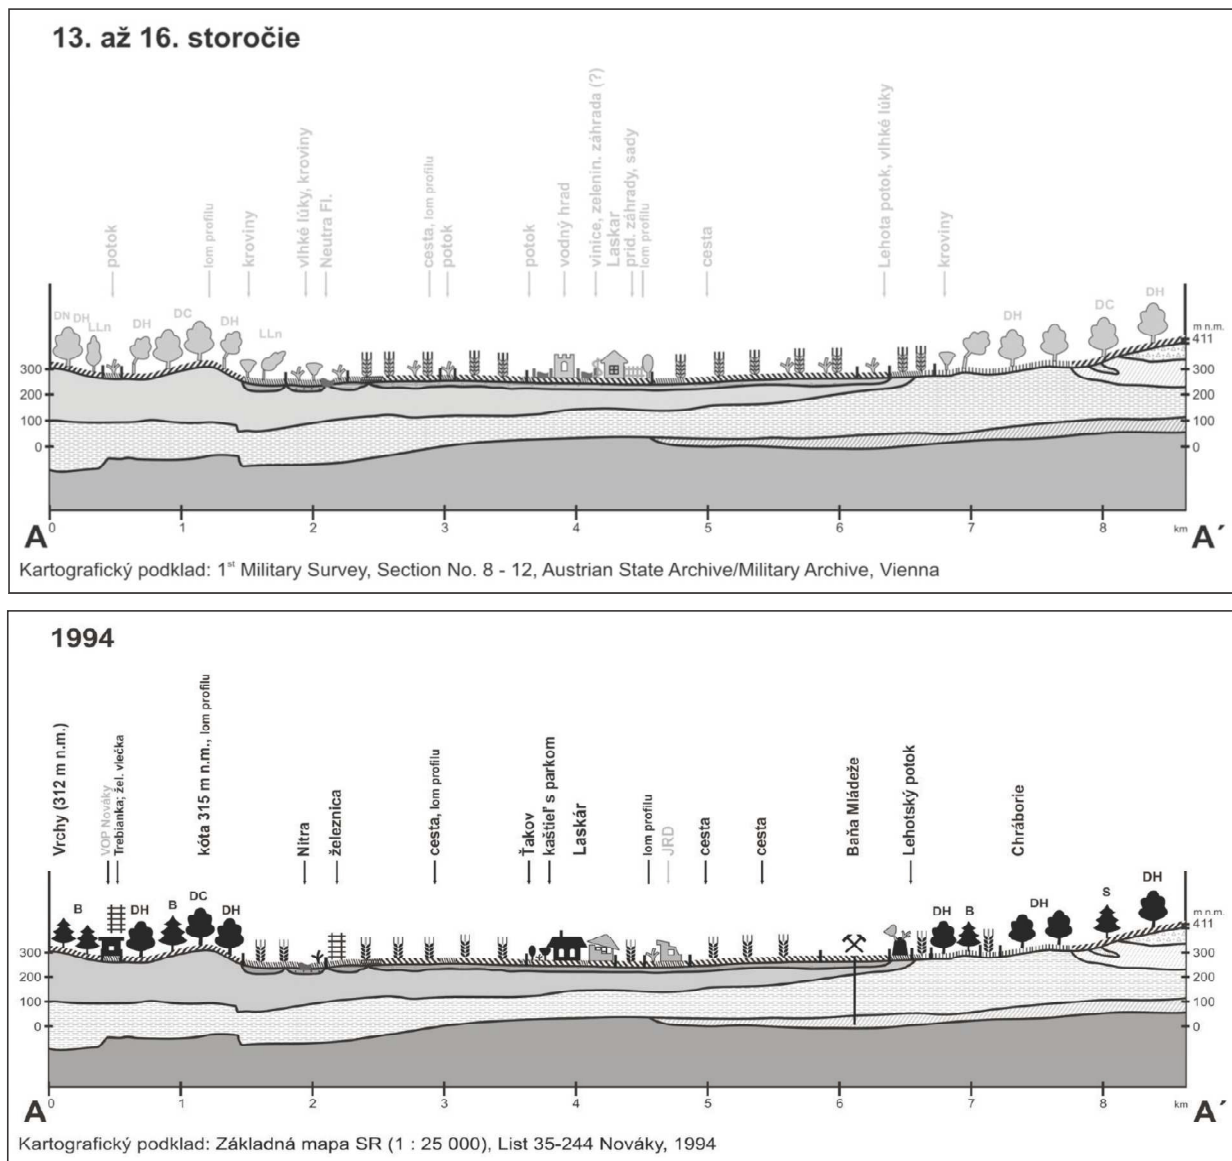 13. až 16. storočie
potok
lom profilu
kroviny
vlhké lúky, kroviny
Neutra Fl.
cesta, lom profilu
potok
potok
vodný hrad
vinice, zelenin. záhrada (?)
Laskar
prid. záhrady, sady
lom profilu
cesta
Lehota potok, vlhké lúky
kroviny
DN DH LLn DH DC DH LLn DH DC DH
m n.m.
411
300 300
200 200
100 100
0 0
0 1 2 3 4 5 6 7 8 km
A A´
Kartografický podklad: 1st Military Survey, Section No. 8 - 12, Austrian State Archive/Military Archive, Vienna
1994
Vrchy (312 m n.m.)
VOP Nováky
Trebianka; žel. vlečka
kóta 315 m n.m., lom profilu
Nitra
železnica
cesta, lom profilu
Ťakov
kaštieľ s parkom
Laskár
lom profilu
JRD
cesta
cesta
Baňa Mládeže
Lehotský potok
Chráborie
B DH B DC DH DH B DH S DH
m n.m.
411
300 300
200 200
100 100
0 0
0 1 2 3 4 5 6 7 8 km
A A´
Kartografický podklad: Základná mapa SR (1 : 25 000), List 35-244 Nováky, 1994